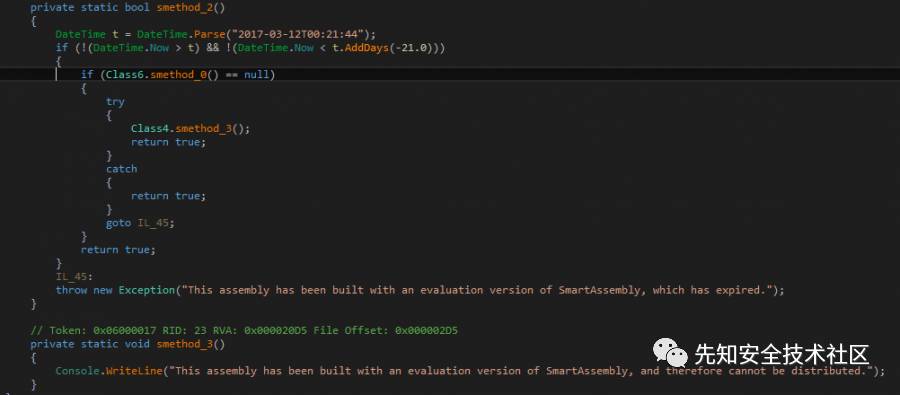 private static bool smethod_2()
{
DateTime t = DateTime.Parse("2017-03-12T00:21:44");
if (!(DateTime.Now > t) && !(DateTime.Now < t.AddDays(-21.0)))
{
if (Class6.smethod_0() == null)
{
try
{
Class4.smethod_3();
return true;
}
catch
{
return true;
}
goto IL_45;
}
return true;
}
IL_45:
throw new Exception("This assembly has been built with an evaluation version of SmartAssembly, which has expired.");
}
// Token: 0x06000017 RID: 23 RVA: 0x000020D5 File Offset: 0x000002D5
private static void smethod_3()
{
Console.WriteLine("This assembly has been built with an evaluation version of SmartAssembly, and therefore cannot be distributed.");
}
先知安全技术社区